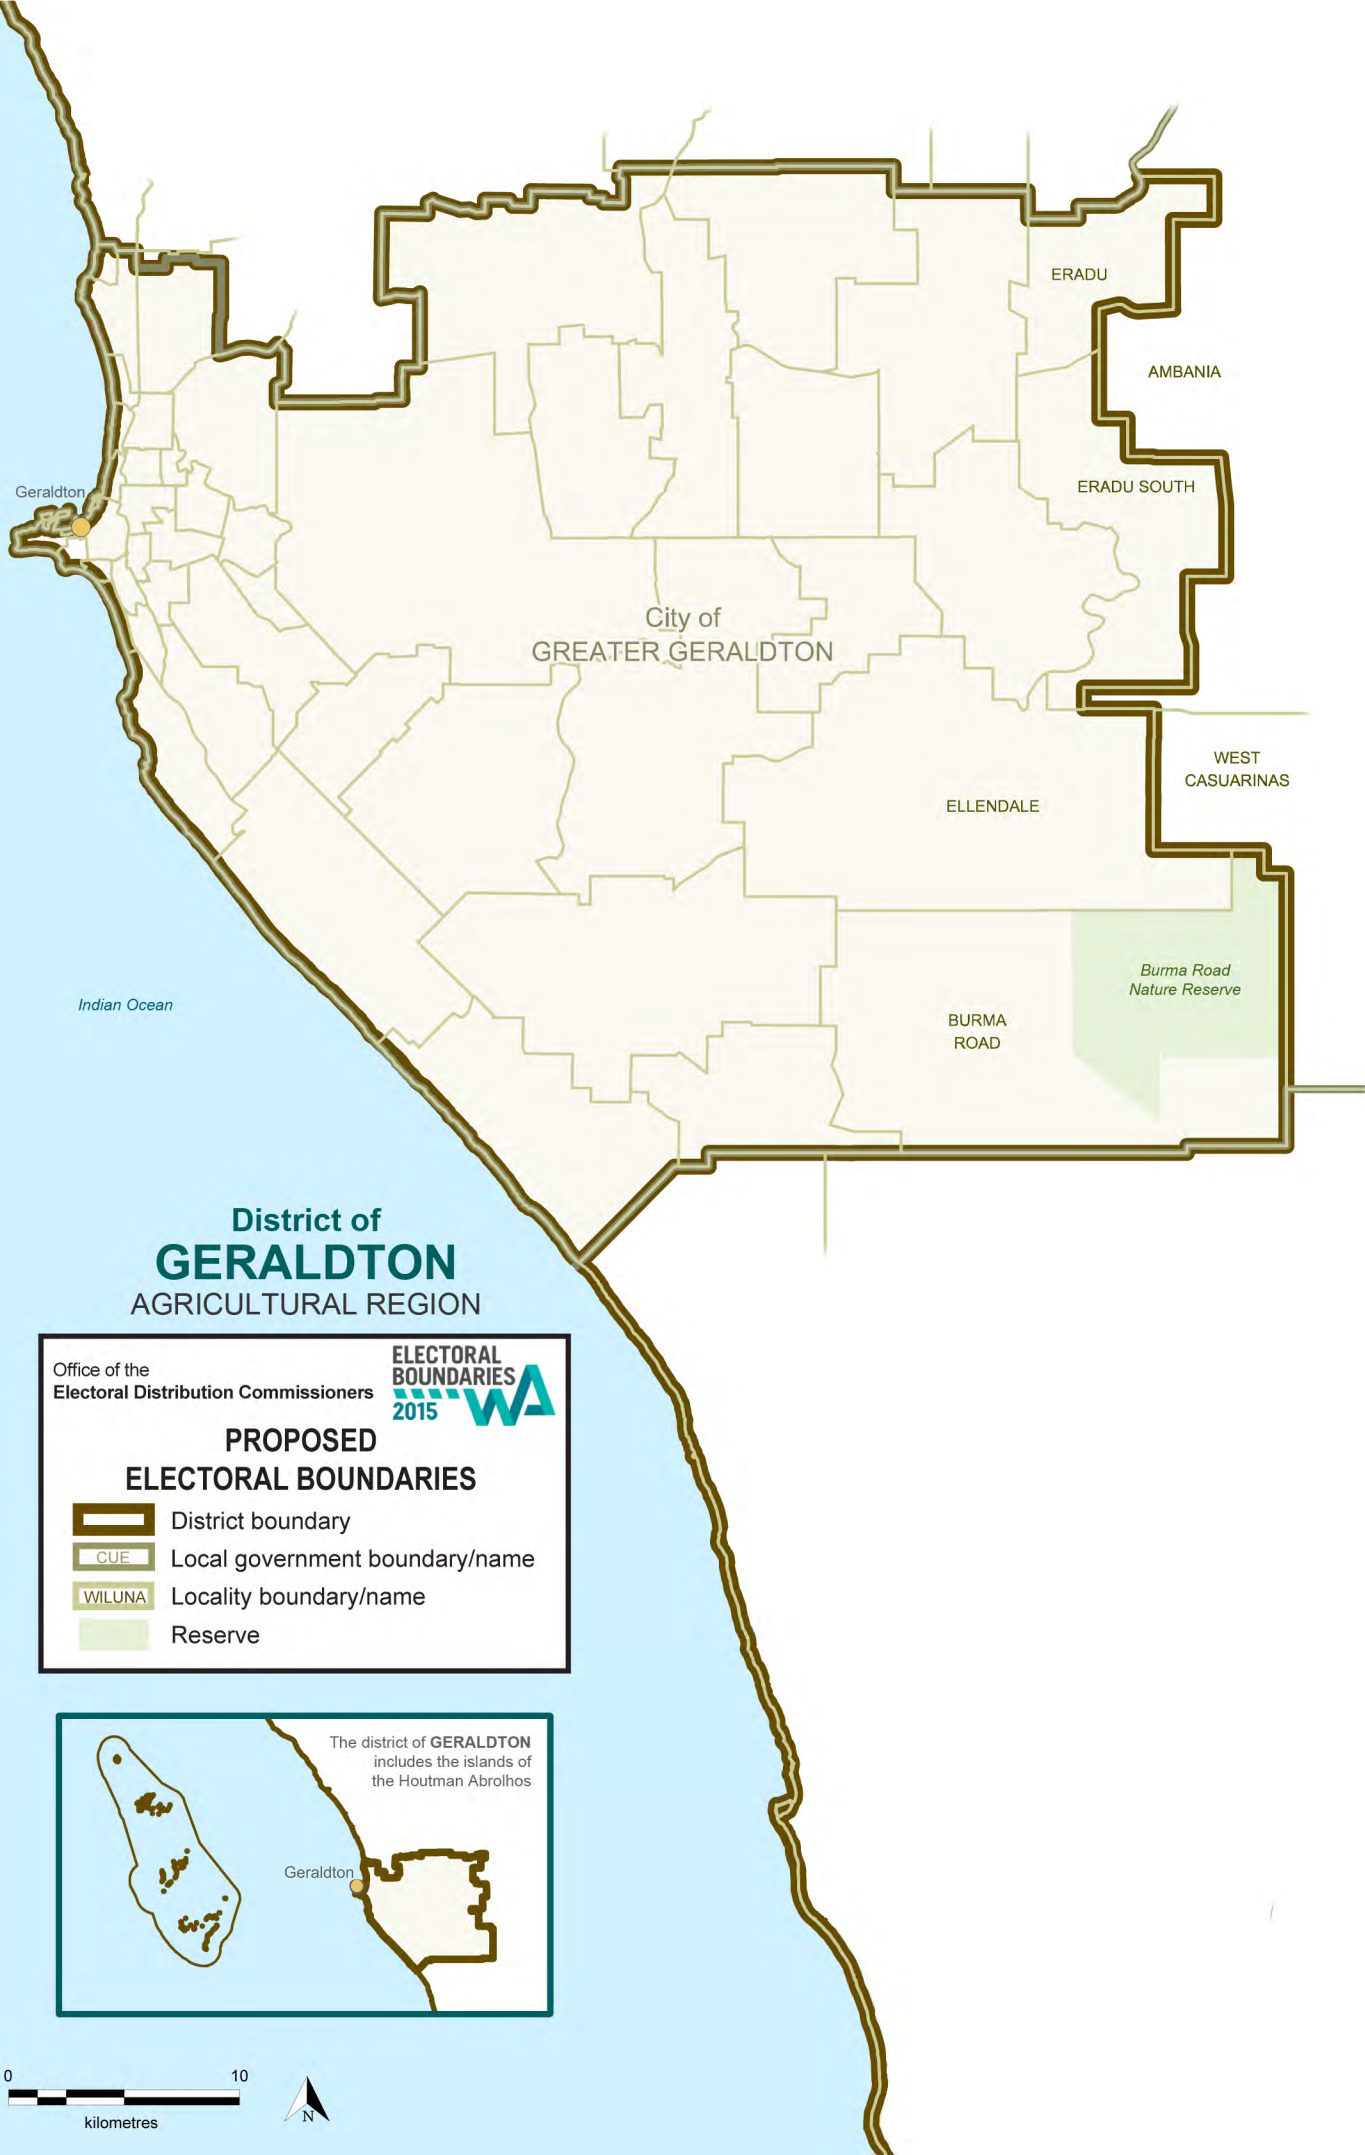 ERADU
AMBANIA
ERADU SOUTH
Geraldton
City of
GREATER GERALDTON
WEST
CASUARINAS
ELLENDALE
Burma Road
Nature Reserve
Indian Ocean
BURMA
ROAD
District of
GERALDTON
AGRICULTURAL REGION
Office of the
Electoral Distribution Commissioners
ELECTORAL
BOUNDARIES
2015 WA
PROPOSED
ELECTORAL BOUNDARIES
District boundary
CUE Local government boundary/name
WILUNA Locality boundary/name
Reserve
The district of GERALDTON
includes the islands of
the Houtman Abrolhos
Geraldton
0 10
kilometres
N